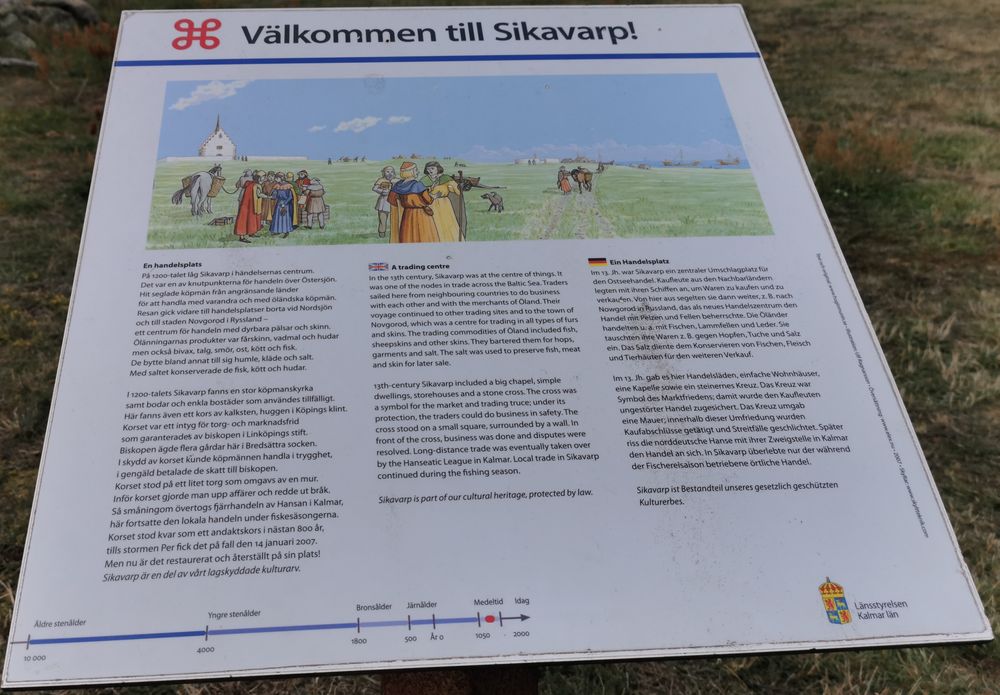 Välkommen till Sikavarp!
En handelsplats
På 1200-talet låg Sikavarp i händelsernas centrum.
Det var en av knutpunkterna för handeln över Östersjön.
Hit seglade köpmän från angränsande länder
för att handla med varandra och med öländska köpmän.
Resan gick vidare till handelsplatser borta vid Nordsjön
och till staden Novgorod i Ryssland –
ett centrum för handeln med dyrbara pälsar och skinn.
Ölänningarnas produkter var fårskinn, vadmal och hudar
men också bivax, talg, smör, ost, kött och fisk.
De bytte bland annat till sig humle, kläde och salt.
Med saltet konserverade de fisk, kött och hudar.
I 1200-talets Sikavarp fanns en stor köpmanskyrka
samt bodar och enkla bostäder som användes tillfälligt.
Här fanns även ett kors av kalksten, huggen i Köpings klint.
Korset var ett intyg för torg- och marknadsfrid
som garanterades av biskopen i Linköpings stift.
Biskopen ägde flera gårdar här i Bredsättra socken.
I skydd av korset kunde köpmännen handla i trygghet,
i gengäld betalade de skatt till biskopen.
Korset stod på ett litet torg som omgavs av en mur.
Inför korset gjorde man upp affärer och redde ut bråk.
Så småningom övertogs fjärrhandeln av Hansan i Kalmar,
här fortsatte den lokala handeln under fiskesäsongerna.
Korset stod kvar som ett andaktskors i nästan 800 år,
tills stormen Per fick det på fall den 14 januari 2007.
Men nu är det restaurerat och återställt på sin plats!
Sikavarp är en del av vårt lagskyddade kulturarv.
A trading centre
In the 13th century, Sikavarp was at the centre of things. It
was one of the nodes in trade across the Baltic Sea. Traders
sailed here from neighbouring countries to do business
with each other and with the merchants of Öland. Their
voyage continued to other trading sites and to the town of
Novgorod, which was a centre for trading in all types of furs
and skins. The trading commodities of Öland included fish,
sheepskins and other skins. They bartered them for hops,
garments and salt. The salt was used to preserve fish, meat
and skin for later sale.
13th-century Sikavarp included a big chapel, simple
dwellings, storehouses and a stone cross. The cross was
a symbol for the market and trading truce; under its
protection, the traders could do business in safety. The
cross stood on a small square, surrounded by a wall. In
front of the cross, business was done and disputes were
resolved. Long-distance trade was eventually taken over
by the Hanseatic League in Kalmar. Local trade in Sikavarp
continued during the fishing season.
Sikavarp is part of our cultural heritage, protected by law.
Ein Handelsplatz
Im 13. Jh. war Sikavarp ein zentraler Umschlagplatz für
den Ostseehandel. Kaufleute aus den Nachbarländern
legten mit ihren Schiffen an, um Waren zu kaufen und zu
verkaufen. Von hier aus segelten sie dann weiter, z. B. nach
Nowgorod in Russland, das als neues Handelszentrum den
Handel mit Pelzen und Fellen beherrschte. Die Öländer
handelten u. a. mit Fischen, Lammfellen und Leder. Sie
tauschten ihre Waren z. B. gegen Hopfen, Tuche und Salz
ein. Das Salz diente dem Konservieren von Fischen, Fleisch
und Tierhäuten für den weiteren Verkauf.
Im 13. Jh. gab es hier Handelsläden, einfache Wohnhäuser,
eine Kapelle sowie ein steinernes Kreuz. Das Kreuz war
Symbol des Marktfriedens; damit wurde den Kaufleuten
ungestörter Handel zugesichert. Das Kreuz umgab
eine Mauer; innerhalb dieser Umfriedung wurden
Kaufabschlüsse getätigt und Streitfälle geschlichtet. Später
riss die norddeutsche Hanse mit ihrer Zweigstelle in Kalmar
den Handel an sich. In Sikavarp überlebte nur der während
der Fischereisaison betriebene örtliche Handel.
Sikavarp ist Bestandteil unseres gesetzlich geschützten
Kulturerbes.
Äldre stenålder
Yngre stenålder
Bronsålder
Järnålder
Medeltid
Idag
10 000
4000
1800
500
År 0
1050
2000
Länsstyrelsen
Kalmar län